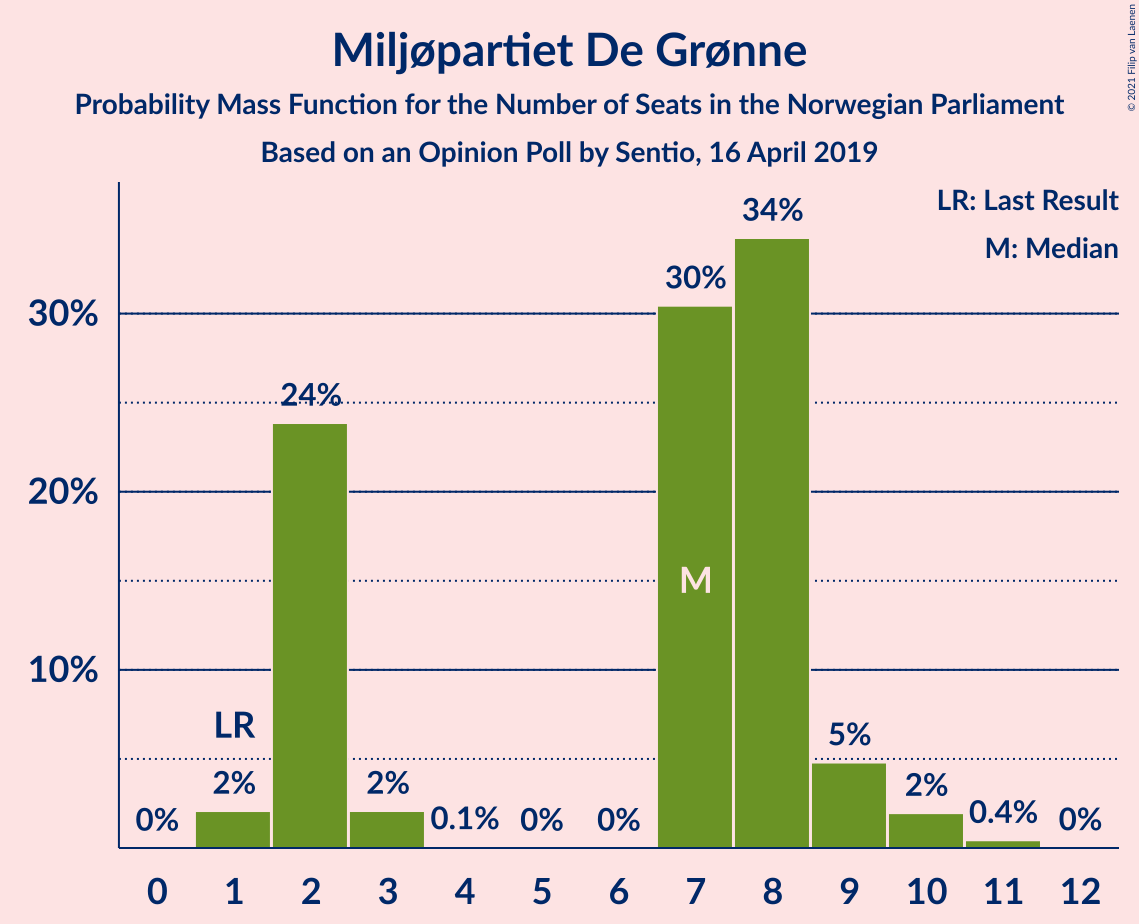 Miljøpartiet De Grønne
Probability Mass Function for the Number of Seats in the Norwegian Parliament
Based on an Opinion Poll by Sentio, 16 April 2019
© 2021 Filip van Laenen
LR: Last Result
M: Median
30%
20%
10%
0%
2%
LR
24%
2%
0.1%
0%
0%
30%
M
34%
5%
2%
0.4%
0%
0 1 2 3 4 5 6 7 8 9 10 11 12